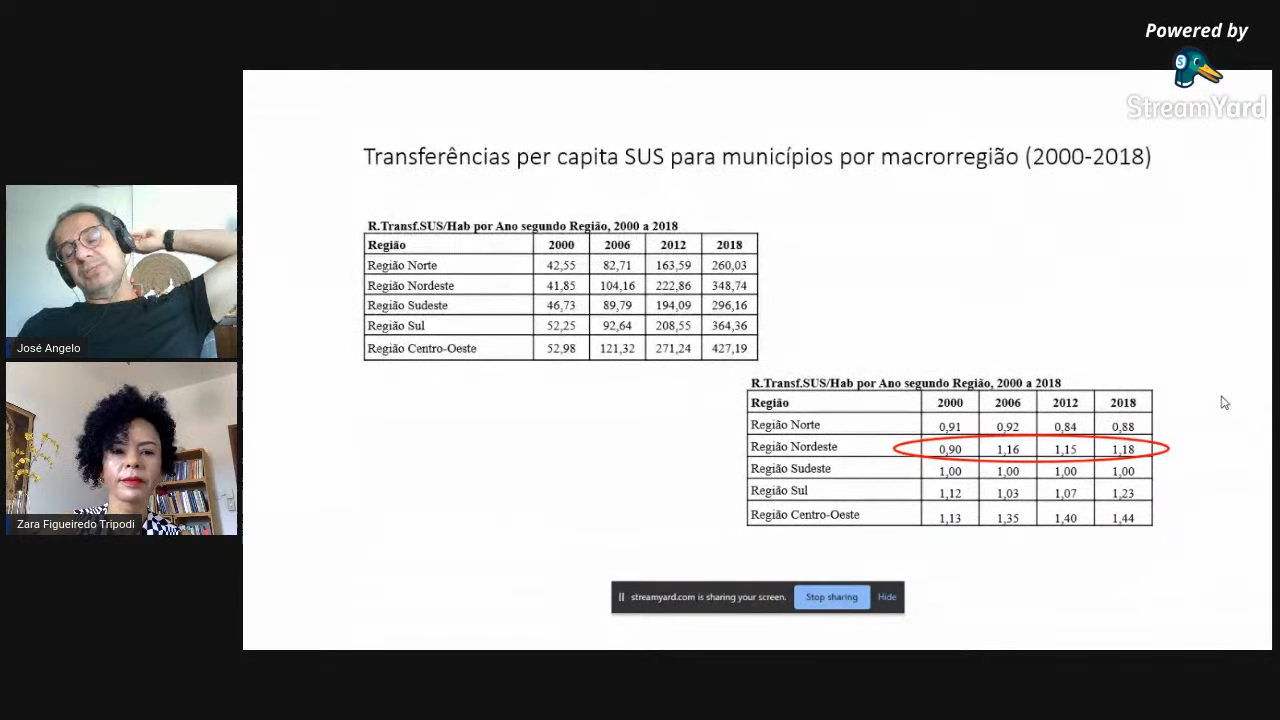 Powered by
StreamYard
Transferências per capita SUS para municípios por macrorregião (2000-2018)
R.Transf.SUS/Hab por Ano segundo Região, 2000 a 2018
Região 2000 2006 2012 2018
Região Norte 42,55 82,71 163,59 260,03
Região Nordeste 41,85 104,16 222,86 348,74
Região Sudeste 46,73 89,79 194,09 296,16
Região Sul 52,25 92,64 208,55 364,36
Região Centro-Oeste 52,98 121,32 271,24 427,19
R.Transf.SUS/Hab por Ano segundo Região, 2000 a 2018
Região 2000 2006 2012 2018
Região Norte 0,91 0,92 0,84 0,88
Região Nordeste 0,90 1,16 1,15 1,18
Região Sudeste 1,00 1,00 1,00 1,00
Região Sul 1,12 1,03 1,07 1,23
Região Centro-Oeste 1,13 1,35 1,40 1,44
José Angelo
Zara Figueiredo Tripodi
streamyard.com is sharing your screen. Stop sharing Hide